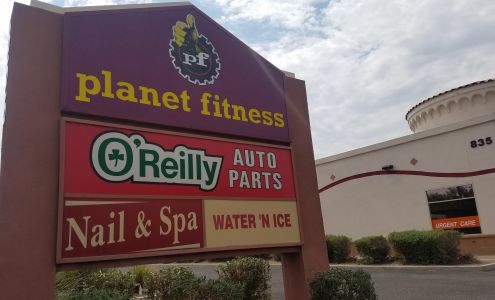 pf
planet fitness
O'Reilly AUTO PARTS
Nail & Spa
WATER 'N ICE
835
URGENT CARE